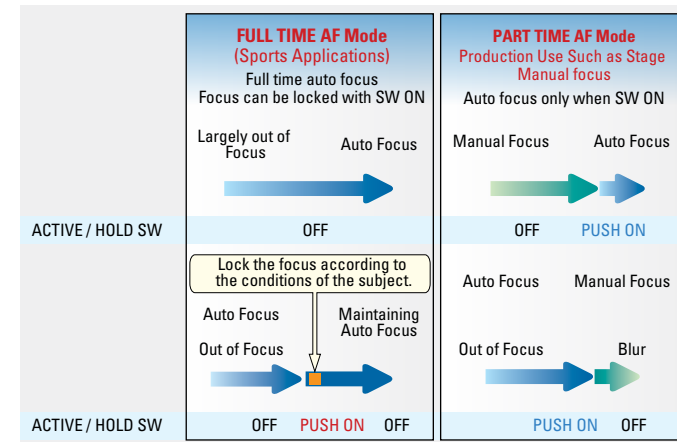 FULL TIME AF Mode
(Sports Applications)
Full time auto focus
Focus can be locked with SW ON
Largely out of
Focus
Auto Focus
ACTIVE / HOLD SW
OFF
Lock the focus according to
the conditions of the subject.
Auto Focus
Maintaining
Auto Focus
Out of Focus
ACTIVE / HOLD SW
OFF PUSH ON OFF
PART TIME AF Mode
Production Use Such as Stage
Manual focus
Auto focus only when SW ON
Manual Focus Auto Focus
OFF PUSH ON
Auto Focus Manual Focus
Out of Focus Blur
PUSH ON OFF